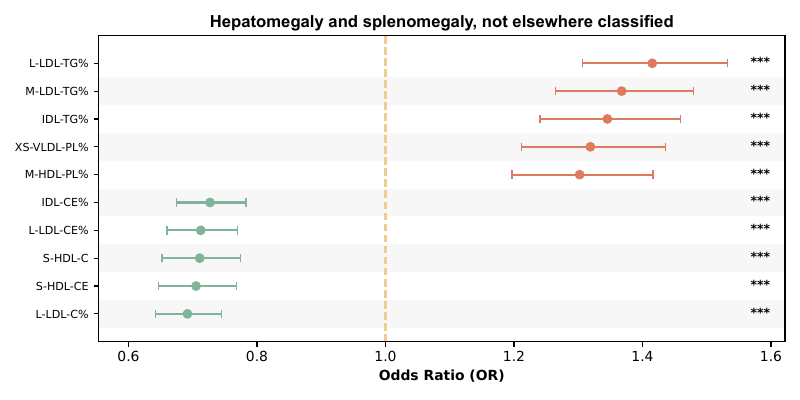 Hepatomegaly and splenomegaly, not elsewhere classified
L-LDL-TG% ***
M-LDL-TG% ***
IDL-TG% ***
XS-VLDL-PL% ***
M-HDL-PL% ***
IDL-CE% ***
L-LDL-CE% ***
S-HDL-C ***
S-HDL-CE ***
L-LDL-C% ***
0.6 0.8 1.0 1.2 1.4 1.6
Odds Ratio (OR)